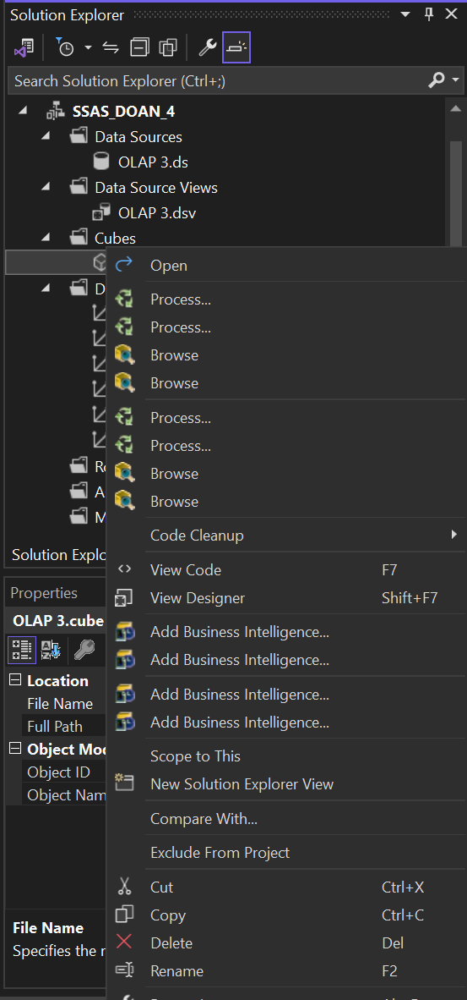 Solution Explorer
Search Solution Explorer (Ctrl+;)
SSAS_DOAN_4
Data Sources
OLAP 3.ds
Data Source Views
OLAP 3.dsv
Cubes
Open
D
Process...
Process...
Browse
Browse
Process...
Process...
Browse
Browse
A
M
Code Cleanup
Solution Explo
View Code F7
Properties
View Designer Shift+F7
OLAP 3.cube
Add Business Intelligence...
Add Business Intelligence...
Location
Add Business Intelligence...
File Name
Add Business Intelligence...
Full Path
Object Mod
Scope to This
Object ID
New Solution Explorer View
Object Nam
Compare With...
Exclude From Project
Cut Ctrl+X
Copy Ctrl+C
File Name
Delete Del
Specifies the
Rename F2